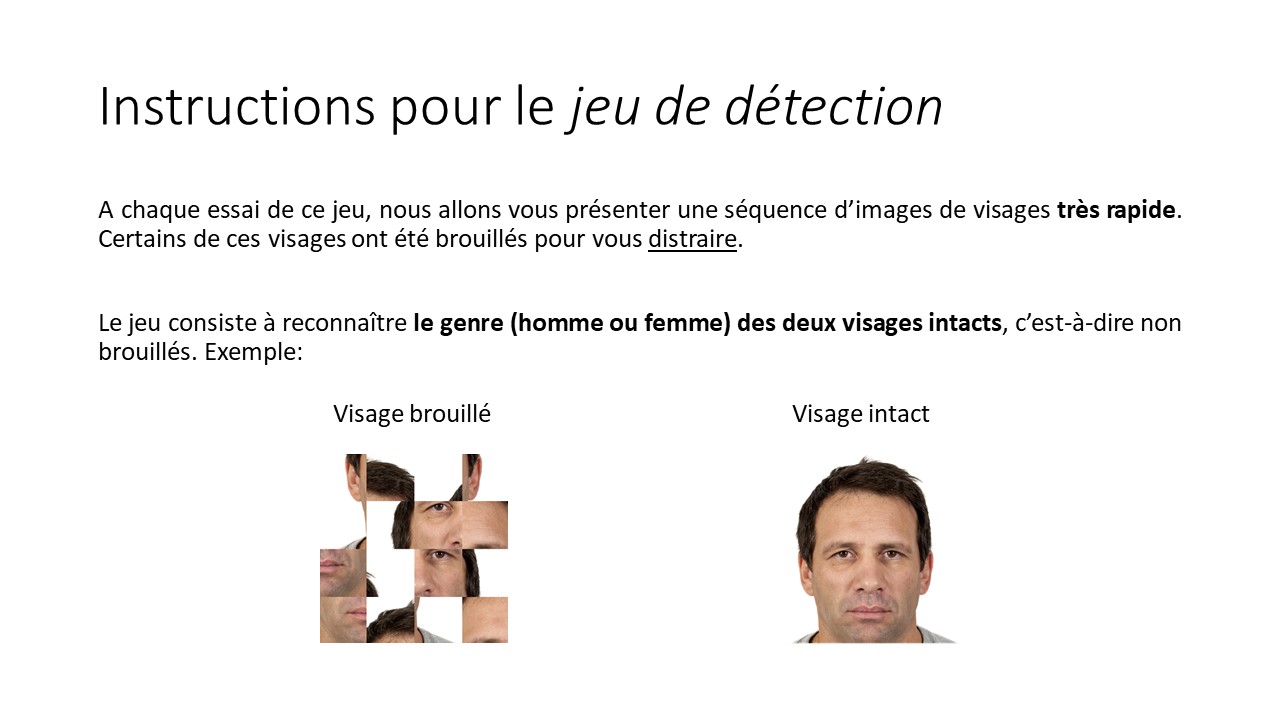 Instructions pour le jeu de détection
A chaque essai de ce jeu, nous allons vous présenter une séquence d’images de visages très rapide.
Certains de ces visages ont été brouillés pour vous distraire.
Le jeu consiste à reconnaître le genre (homme ou femme) des deux visages intacts, c’est-à-dire non
brouillés. Exemple:
Visage brouillé
Visage intact